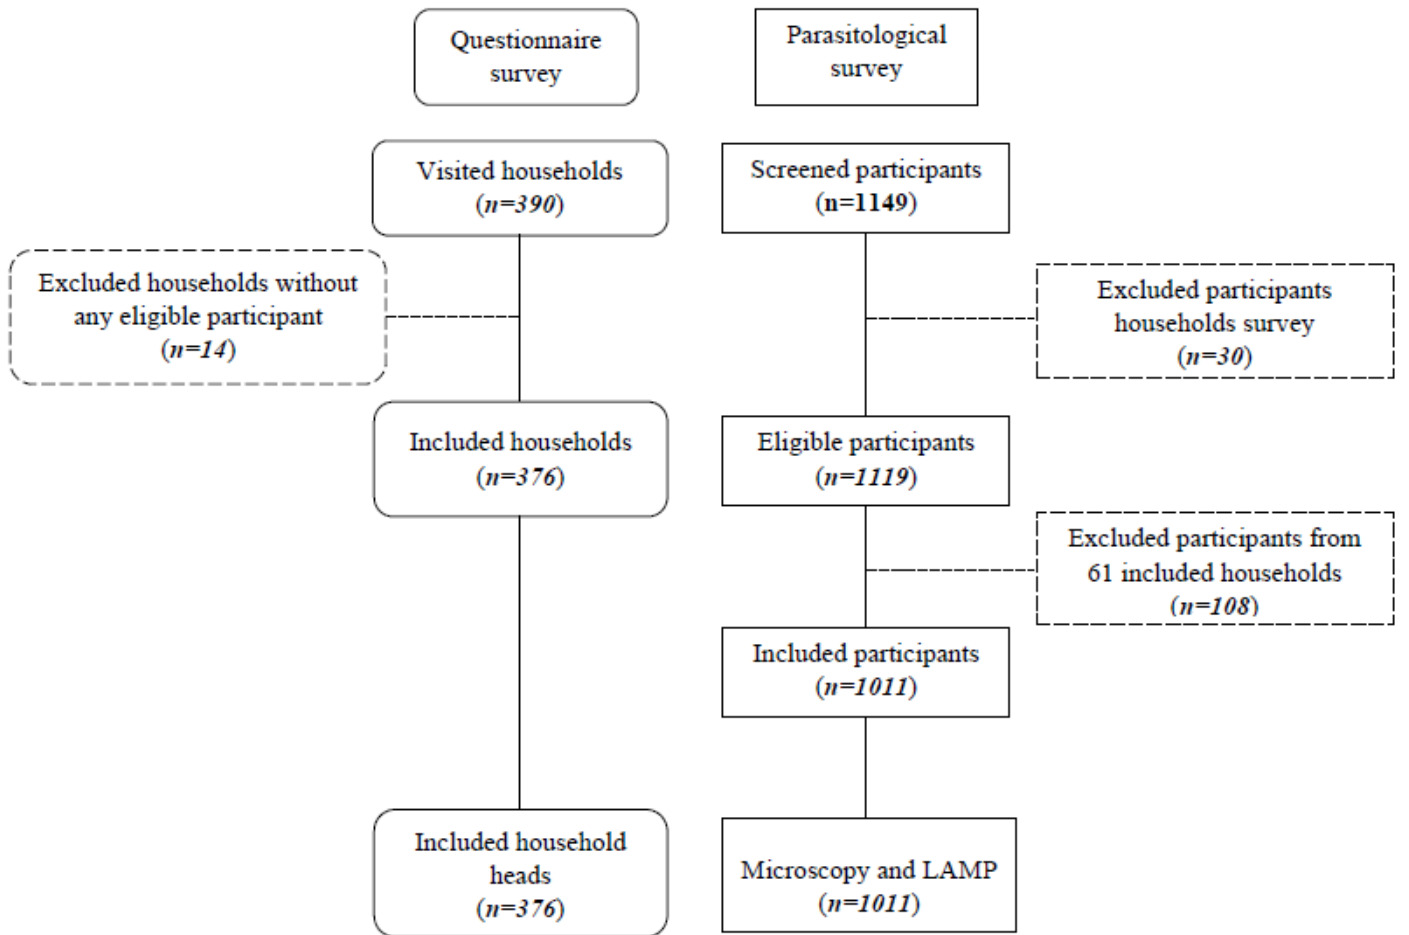 Questionnaire
survey
Parasitological
survey
Visited households
(n=390)
Screened participants
(n=1149)
Excluded households without
any eligible participant
(n=14)
Excluded participants
households survey
(n=30)
Included households
(n=376)
Eligible participants
(n=1119)
Excluded participants from
61 included households
(n=108)
Included participants
(n=1011)
Included household
heads
(n=376)
Microscopy and LAMP
(n=1011)